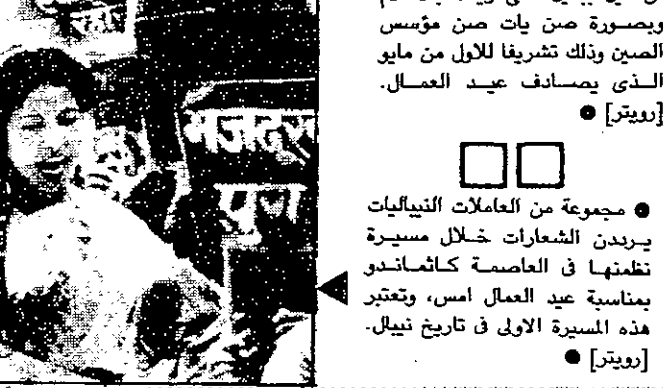 وبصورة صن يات صن مؤسس
الصين وذلك تشريفا للاول من مايو
الذى يصادف عيد العمال.
[رويتر] ●
● مجموعة من العاملات النيباليات
يرددن الشعارات خلال مسيرة
نظمنها فى العاصمة كاثماندو
بمناسبة عيد العمال امس، وتعتبر
هذه المسيرة الاولى فى تاريخ نيبال.
[رويتر] ●